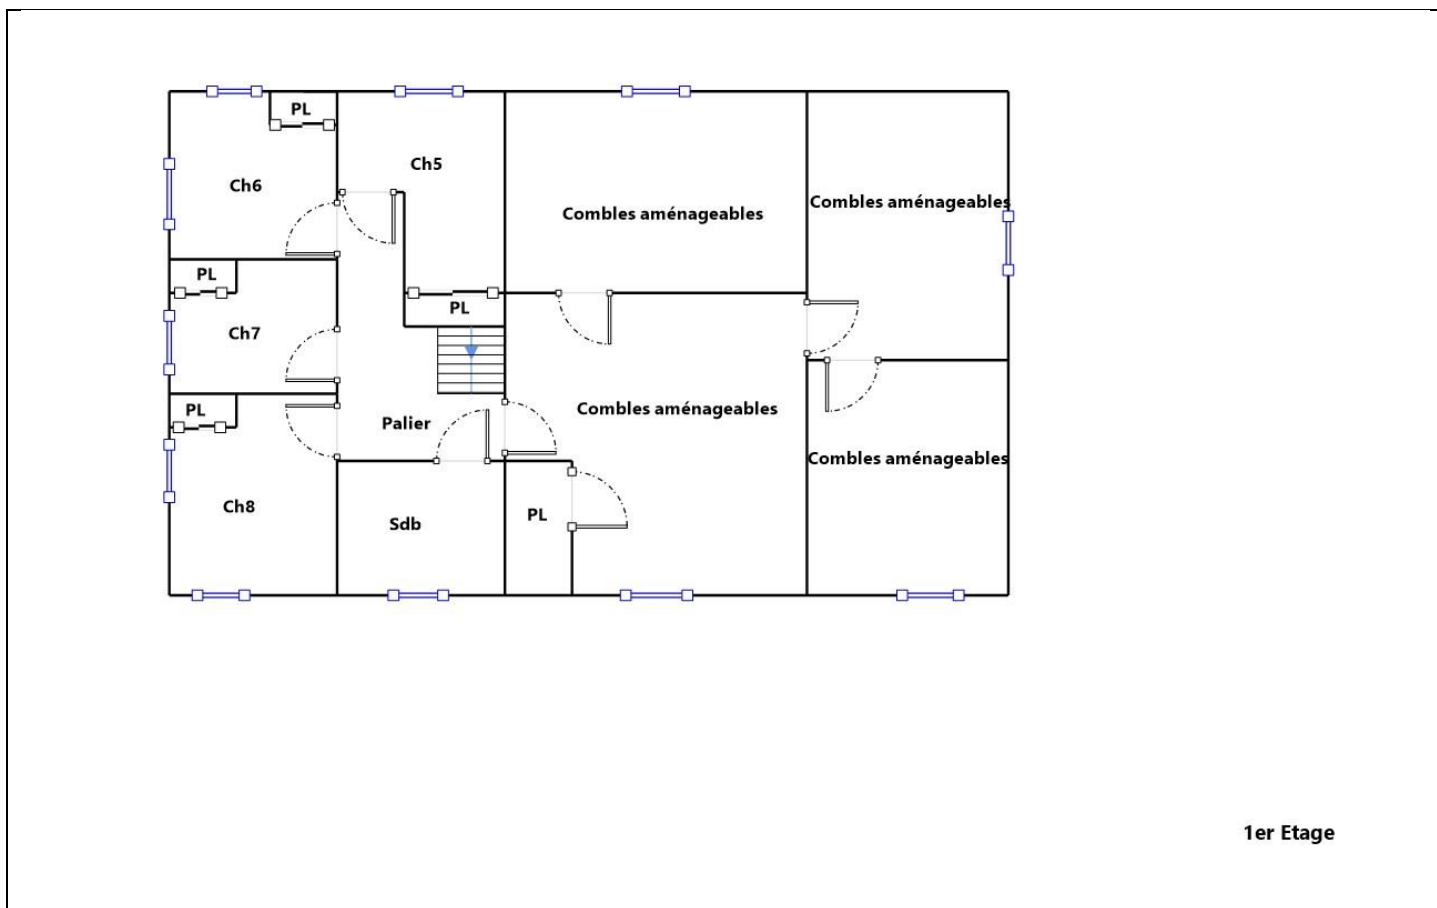 PL
Ch5
Ch6
Combles aménageables
Combles aménageables
PL
PL
Ch7
PL
Combles aménageables
Palier
Combles aménageables
Ch8
PL
Sdb
1er Etage